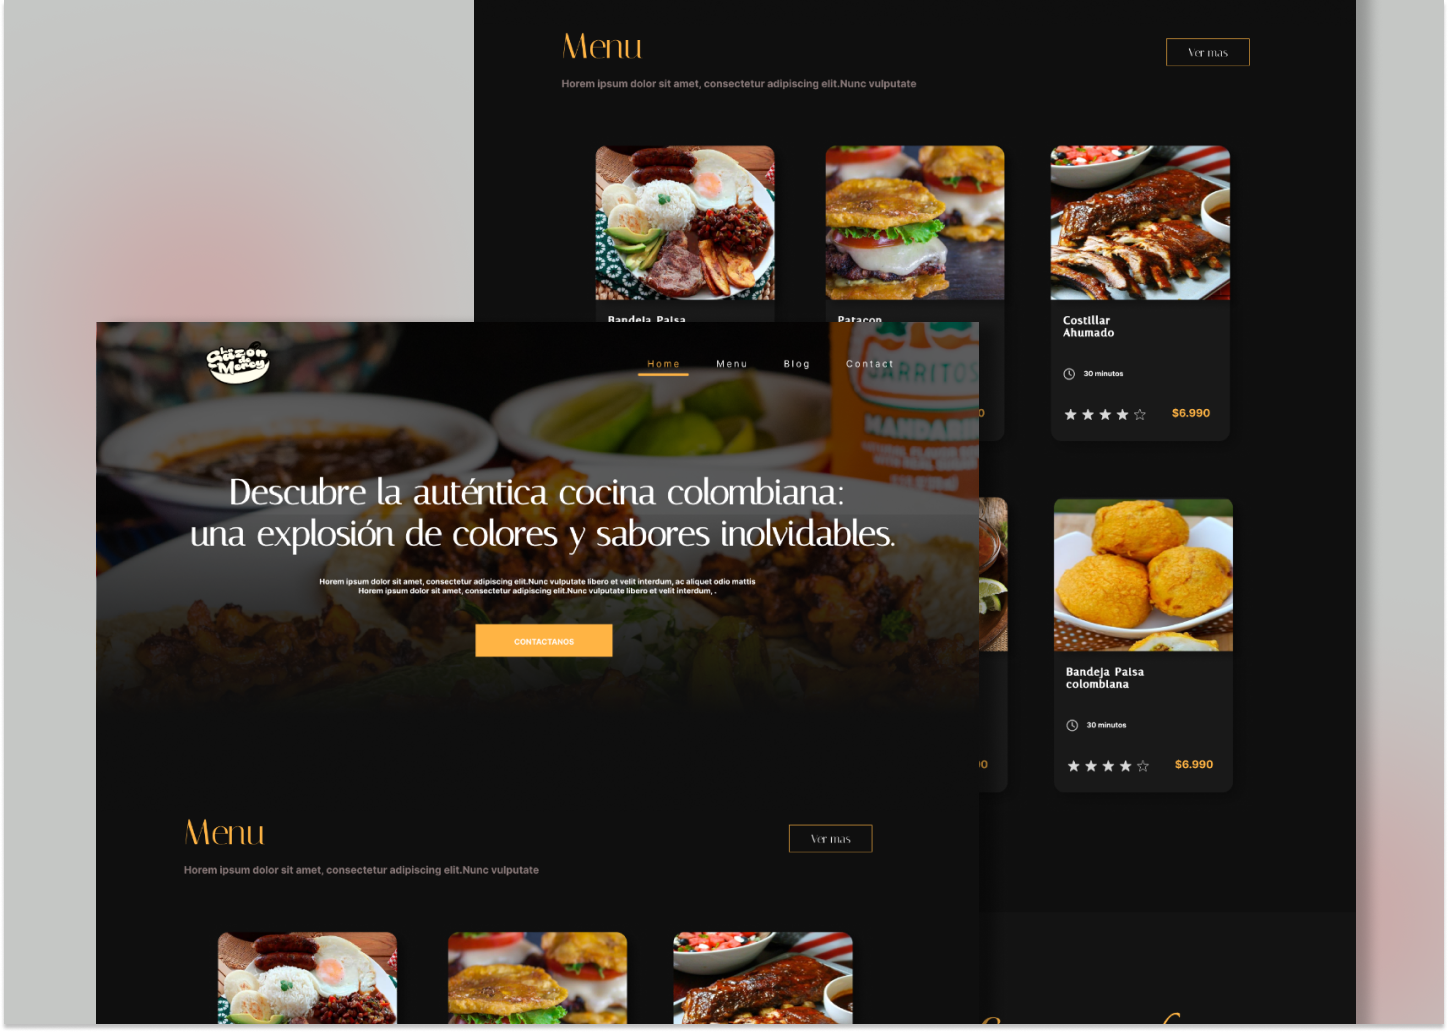 Menu
Ver mas
Horem ipsum dolor sit amet, consectetur adipiscing elit.Nunc vulputate
Bandeja Paisa
Patacon
Costillar
Ahumado
30 minutos
$6.990
Home
Menu
Blog
Contact
JARRITOS
MANDARIN
Descubre la auténtica cocina colombiana:
una explosión de colores y sabores inolvidables.
Horem ipsum dolor sit amet, consectetur adipiscing elit.Nunc vulputate libero et velit interdum, ac aliquet odio mattis
Horem ipsum dolor sit amet, consectetur adipiscing elit.Nunc vulputate libero et velit interdum, .
CONTACTANOS
Bandeja Paisa
colombiana
30 minutos
$6.990
Menu
Ver mas
Horem ipsum dolor sit amet, consectetur adipiscing elit.Nunc vulputate